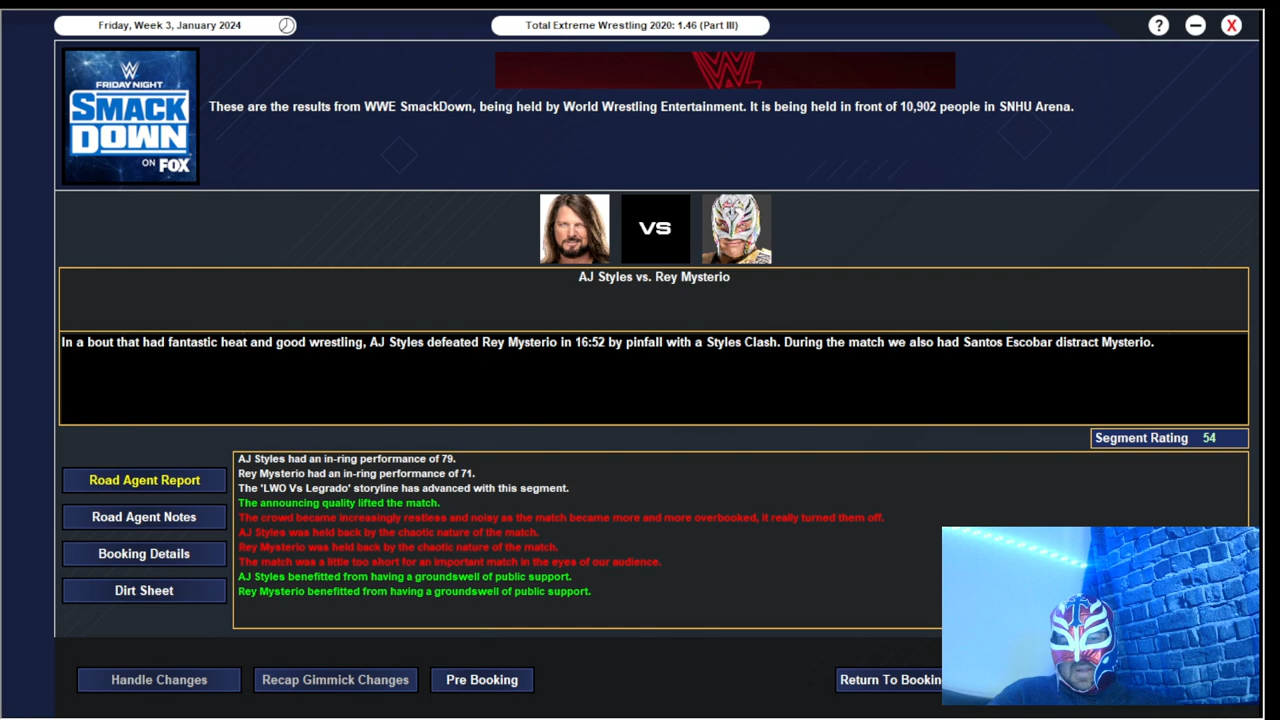 Friday, Week 3, January 2024
Total Extreme Wrestling 2020: 1.46 (Part III)
?
X
W
FRIDAY NIGHT
SMACK
DOWN
ON FOX
These are the results from WWE SmackDown, being held by World Wrestling Entertainment. It is being held in front of 10,902 people in SNHU Arena.
VS
AJ Styles vs. Rey Mysterio
In a bout that had fantastic heat and good wrestling, AJ Styles defeated Rey Mysterio in 16:52 by pinfall with a Styles Clash. During the match we also had Santos Escobar distract Mysterio.
Segment Rating 54
Road Agent Report
Road Agent Notes
Booking Details
Dirt Sheet
AJ Styles had an in-ring performance of 79.
Rey Mysterio had an in-ring performance of 71.
The 'LWO Vs Legrado' storyline has advanced with this segment.
The announcing quality lifted the match.
The crowd became increasingly restless and noisy as the match became more and more overbooked, it really turned them off.
AJ Styles was held back by the chaotic nature of the match.
Rey Mysterio was held back by the chaotic nature of the match.
The match was a little too short for an important match in the eyes of our audience.
AJ Styles benefitted from having a groundswell of public support.
Rey Mysterio benefitted from having a groundswell of public support.
Handle Changes
Recap Gimmick Changes
Pre Booking
Return To Bookin